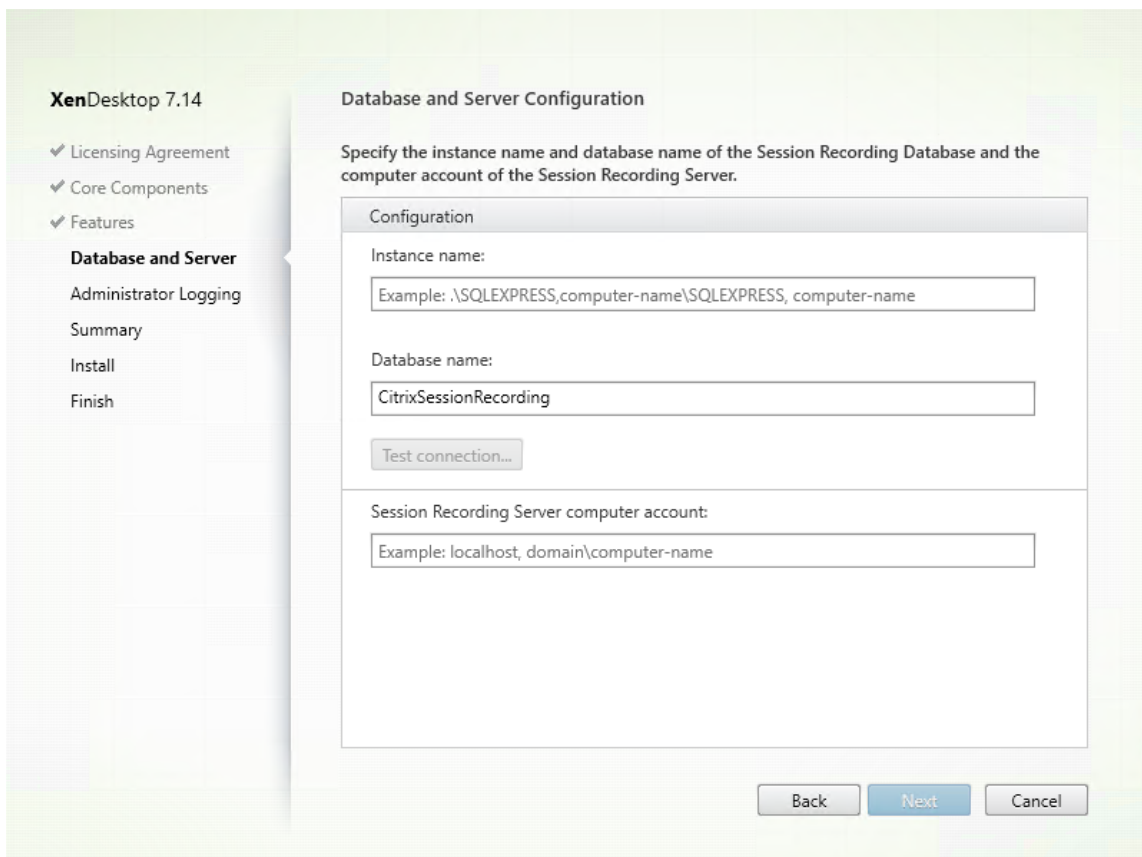 XenDesktop 7.14
Licensing Agreement
Core Components
Features
Database and Server
Administrator Logging
Summary
Install
Finish
Database and Server Configuration
Specify the instance name and database name of the Session Recording Database and the
computer account of the Session Recording Server.
Configuration
Instance name:
Example: .\SQLEXPRESS,computer-name\SQLEXPRESS, computer-name
Database name:
CitrixSessionRecording
Test connection...
Session Recording Server computer account:
Example: localhost, domain\computer-name
Back
Next
Cancel